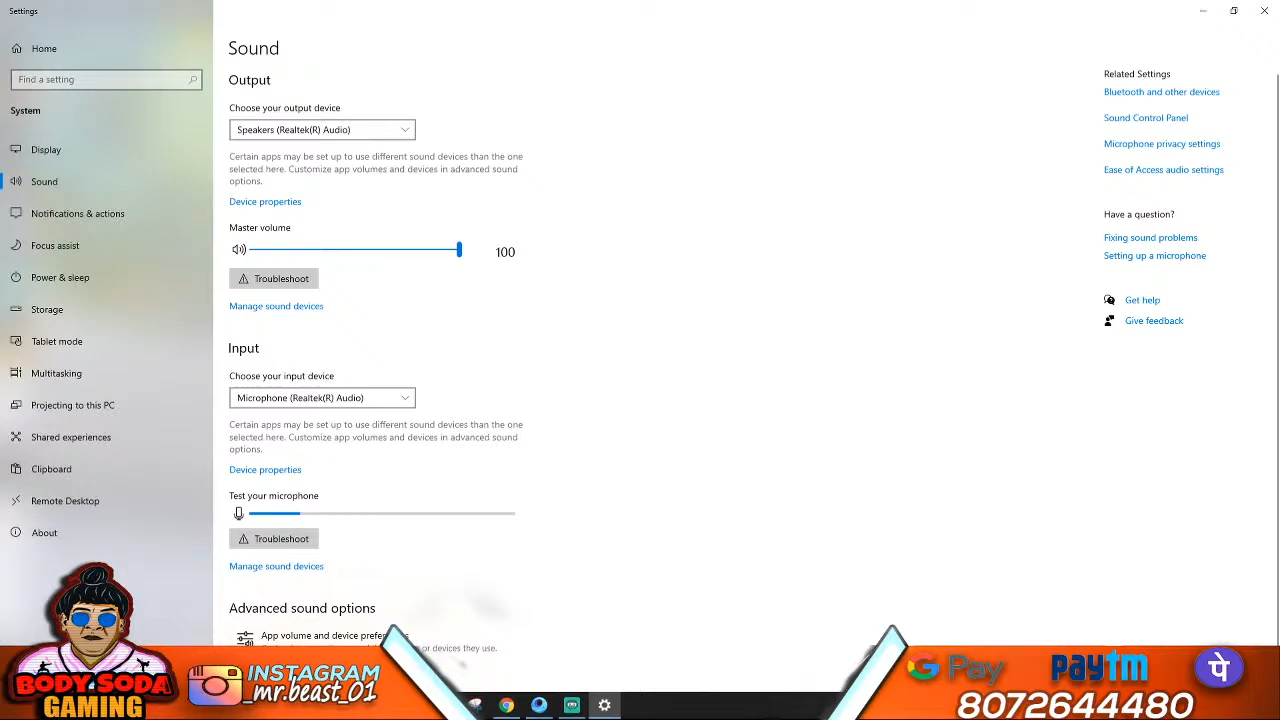 Settings
Home
Find a setting
System
Display
Sound
Notifications & actions
Focus assist
Power & sleep
Storage
Tablet mode
Multitasking
Projecting to this PC
Shared experiences
Clipboard
Remote Desktop
About
Sound
Output
Choose your output device
Speakers (Realtek(R) Audio)
Certain apps may be set up to use different sound devices than the one
selected here. Customize app volumes and devices in advanced sound
options.
Device properties
Master volume
100
Troubleshoot
Manage sound devices
Input
Choose your input device
Microphone (Realtek(R) Audio)
Certain apps may be set up to use different sound devices than the one
selected here. Customize app volumes and devices in advanced sound
options.
Device properties
Test your microphone
Troubleshoot
Manage sound devices
Advanced sound options
App volume and device
or devices they use.
Related Settings
Bluetooth and other devices
Sound Control Panel
Microphone privacy settings
Ease of Access audio settings
Have a question?
Fixing sound problems
Setting up a microphone
Get help
Give feedback
BODY SODA
GAMING
INSTAGRAM
_mr.beast_01
G Pay
paytm
पे
8072644480